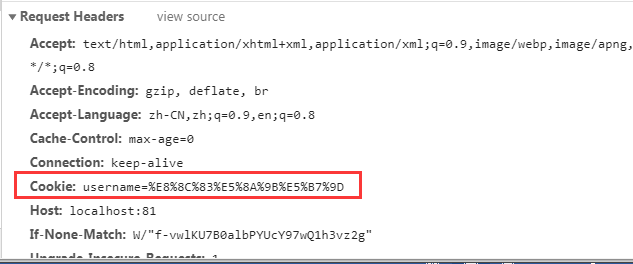 Request Headers view source
Accept: text/html,application/xhtml+xml,application/xml;q=0.9,image/webp,image/apng,
*/*;q=0.8
Accept-Encoding: gzip, deflate, br
Accept-Language: zh-CN,zh;q=0.9,en;q=0.8
Cache-Control: max-age=0
Connection: keep-alive
Cookie: username=%E8%8C%83%E5%8A%9B%E5%B7%9D
Host: localhost:81
If-None-Match: W/"f-vwlKU7B0albPYUcY97wQ1h3vz2g"
Upgrade-Insecure-Requests: 1